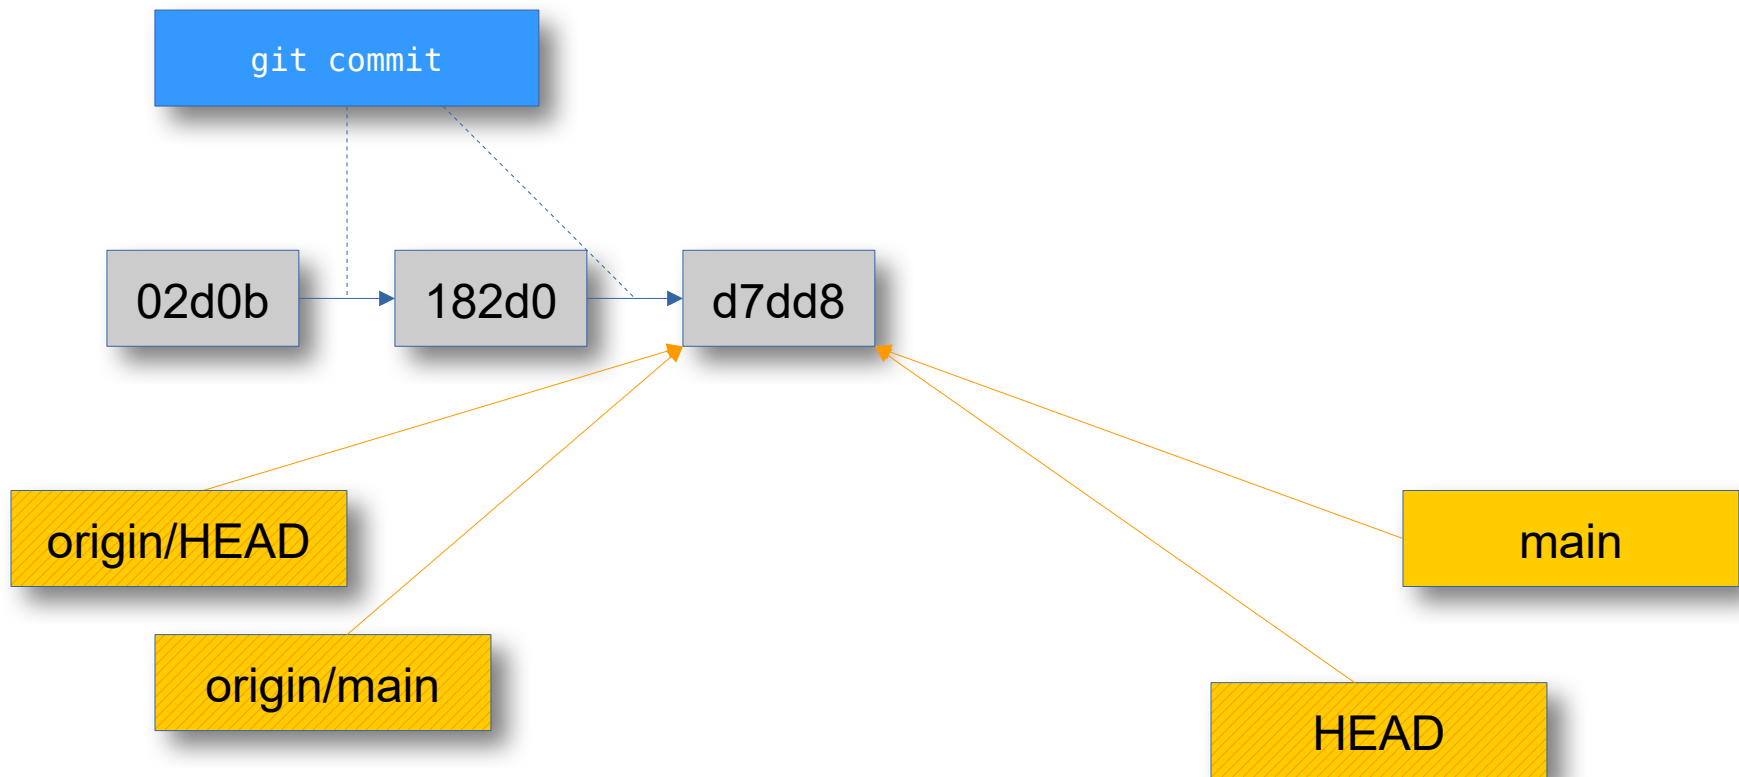 git commit
02d0b
182d0
d7dd8
origin/HEAD
main
origin/main
HEAD